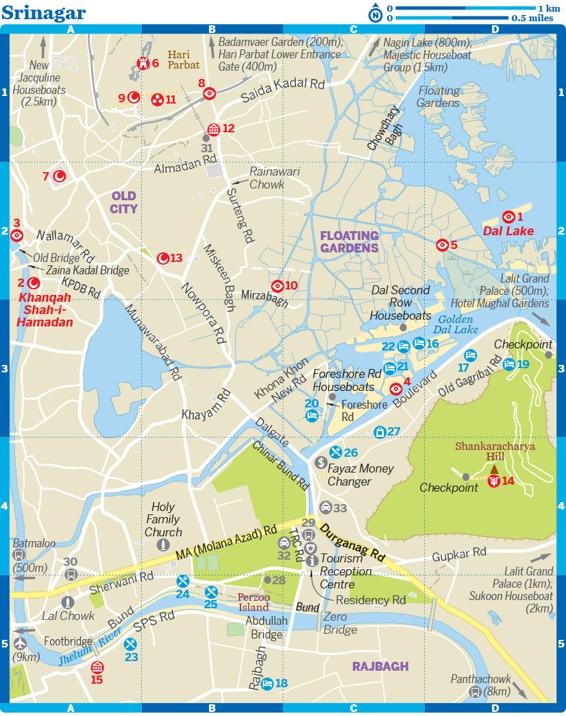 Srinagar
N
0 1 km
0 0.5 miles
A
B
C
D
New
Jacquline
Houseboats
(2.5km)
6
Hari
Parbat
Badamvaer Garden (200m);
Hari Parbat Lower Entrance
Gate (400m)
Nagin Lake (800m);
Majestic Houseboat
Group (1.5km)
1
1
9
11
8
Saida Kadal Rd
Floating
Gardens
Chowdhary
Bagh
12
31
Almadan Rd
7
Rainawari
Chowk
OLD
CITY
Surteng Rd
3
Nallamar Rd
2
2
FLOATING
GARDENS
1
Dal Lake
5
Old Bridge
Zaina Kadal Bridge
2
KPDB Rd
Khanqah
Shah-i-
Hamadan
13
Miskeen Bagh
10
Mirzabagh
Nowpora Rd
Munawarabad Rd
Dal Second
Row
Houseboats
Lalit Grand
Palace (500m);
Hotel Mughal Gardens
Golden
Dal Lake
22
16
Checkpoint
3
3
21
17
19
Khona Khon
New Rd
Foreshore Rd
Houseboats
4
Boulevard
Old Gagribal Rd
20
Foreshore
Rd
Khayam Rd
Dalgate
27
26
Chinar Bund Rd
$
Fayaz Money
Changer
Shankaracharya
Hill
14
Checkpoint
4
4
Holy
Family
Church
33
29
Durganag Rd
MA (Molana Azad) Rd
TRC Rd
32
Batmaloo
(500m)
30
Tourism
Reception
Centre
Gupkar Rd
Sherwani Rd
24
28
Lalit Grand
Palace (1km);
Sukoon Houseboat
(2km)
Residency Rd
Lal Chowk
25
Perzoo
Island
Bund
Bund
SPS Rd
Abdullah
Bridge
Zero
Bridge
5
5
Footbridge
Jhelum River
23
(9km)
15
Rajbagh
18
RAJBAGH
Panthachowk
(8km)
A
B
C
D